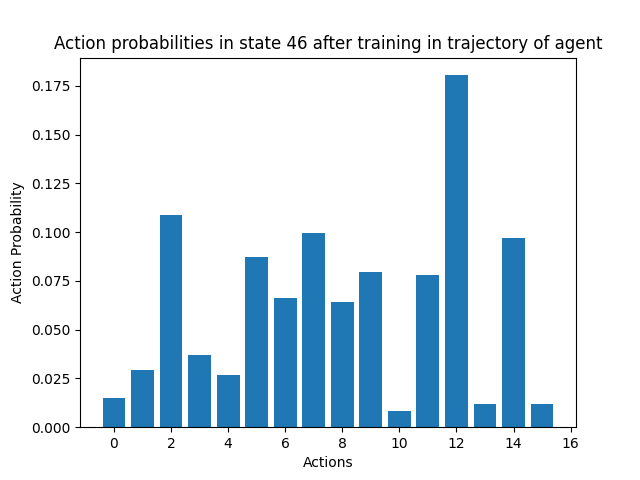 Action probabilities in state 46 after training in trajectory of agent
0.175
0.150
0.125
0.100
0.075
0.050
0.025
0.000
Action Probability
0 2 4 6 8 10 12 14 16
Actions